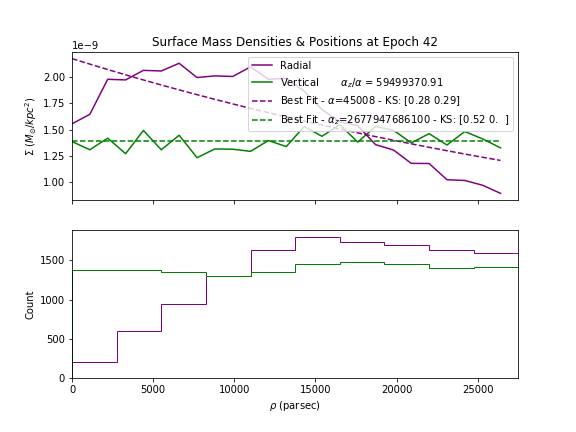 Surface Mass Densities & Positions at Epoch 42
1e−9
Radial
Vertical α_z/α = 59499370.91
Best Fit - α=45008 - KS: [0.28 0.29]
Best Fit - α_z=2677947686100 - KS: [0.52 0. ]
Σ (M⊙/kpc²)
2.00
1.75
1.50
1.25
1.00
Count
1500
1000
500
0
0 5000 10000 15000 20000 25000
ρ (parsec)